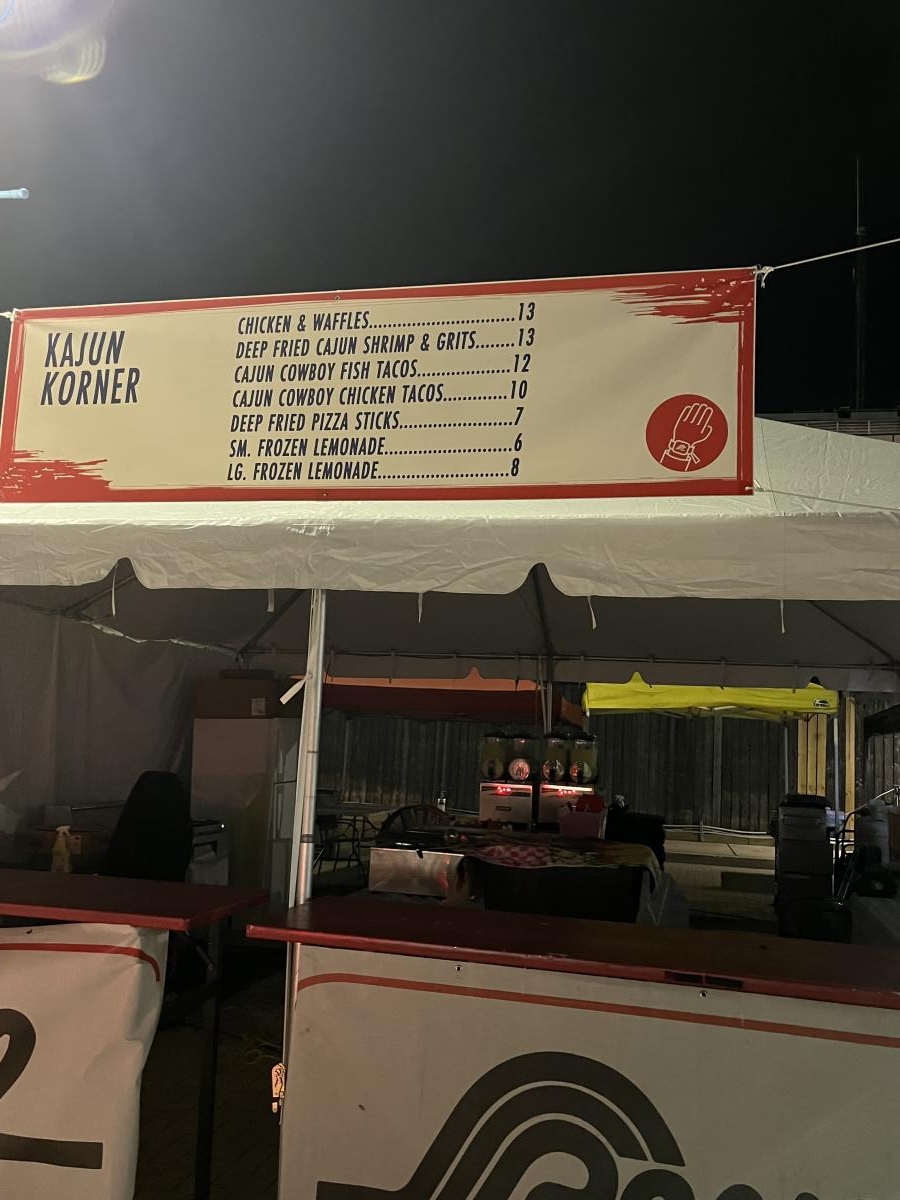 KAJUN
KORNER
CHICKEN & WAFFLES..............................13
DEEP FRIED CAJUN SHRIMP & GRITS........13
CAJUN COWBOY FISH TACOS.....................12
CAJUN COWBOY CHICKEN TACOS..............10
DEEP FRIED PIZZA STICKS.........................7
SM. FROZEN LEMONADE...........................6
LG. FROZEN LEMONADE............................8